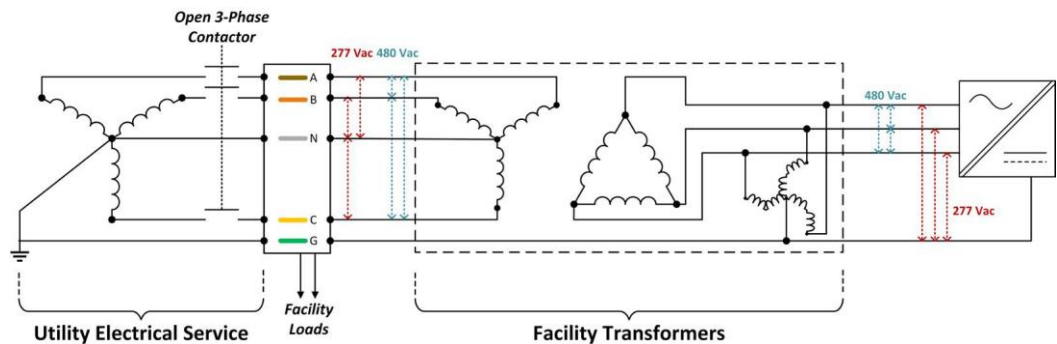 Open 3-Phase
Contactor
277 Vac 480 Vac
A
B
N
C
G
480 Vac
277 Vac
Facility
Loads
Utility Electrical Service
Facility Transformers